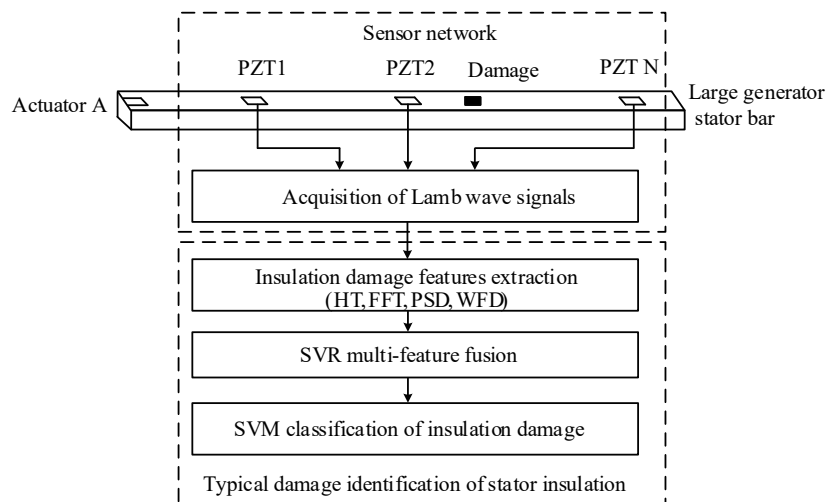 Sensor network
PZT1
PZT2
Damage
PZT N
Actuator A
Large generator
stator bar
Acquisition of Lamb wave signals
Insulation damage features extraction
(HT, FFT, PSD, WFD)
SVR multi-feature fusion
SVM classification of insulation damage
Typical damage identification of stator insulation